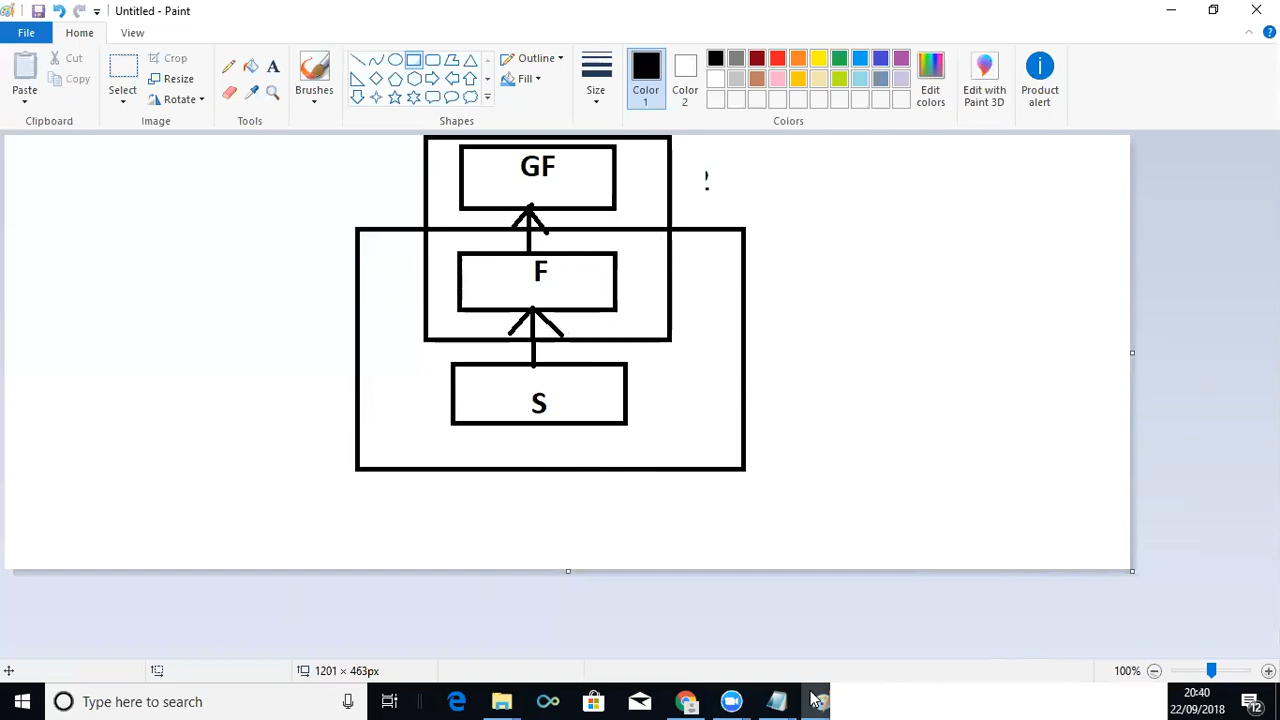 Untitled - Paint
File Home View
Paste
Cut
Copy
Clipboard
Select
Crop
Resize
Rotate
Image
A
Tools
Brushes
Outline
Fill
Shapes
Size
Color 1
Color 2
Edit colors
Colors
Edit with Paint 3D
Product alert
GF
F
S
1201 × 463px
100%
Type here to search
20:40
22/09/2018
12